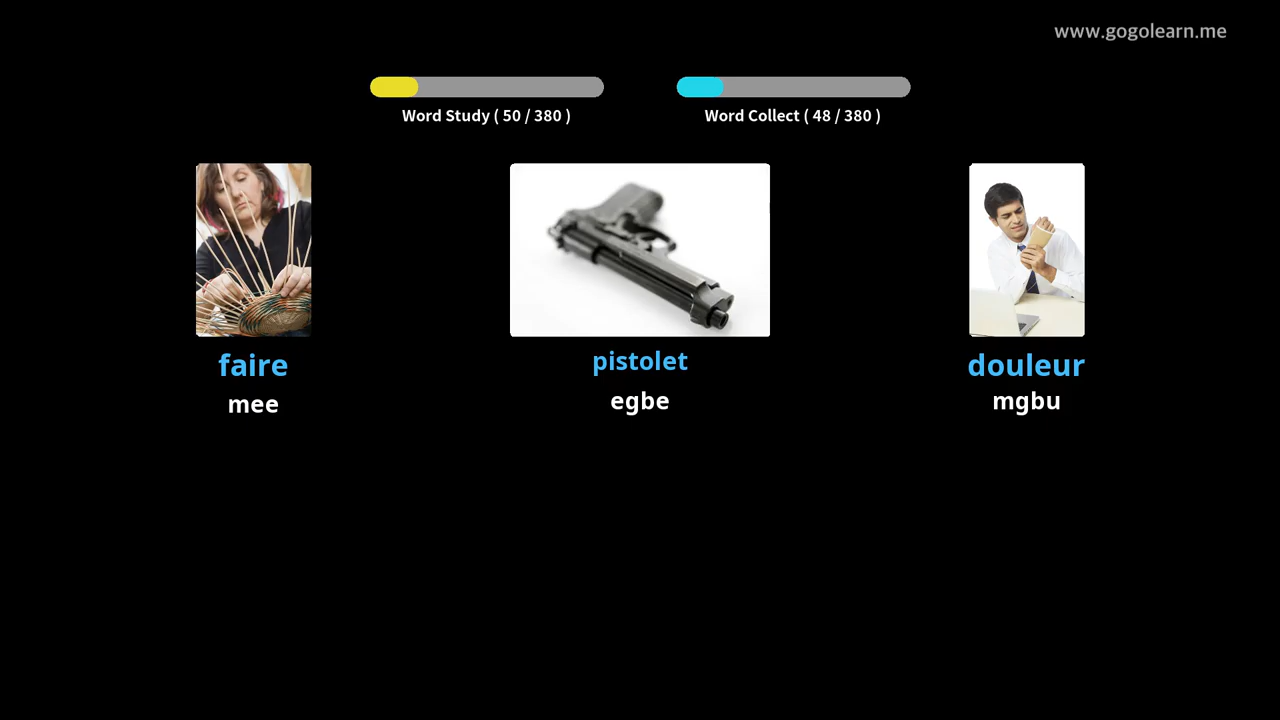 www.gogolearn.me
Word Study ( 50 / 380 )
Word Collect ( 48 / 380 )
faire
mee
pistolet
egbe
douleur
mgbu